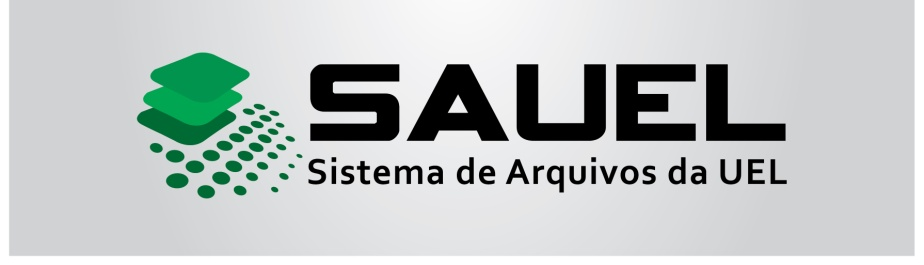 SAUEL
Sistema de Arquivos da UEL